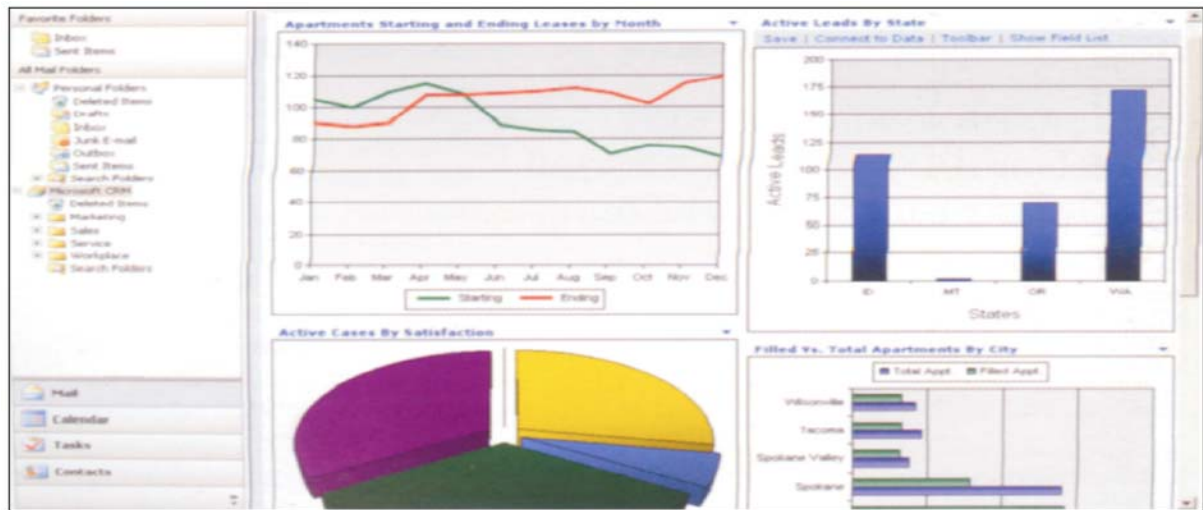 Favorite Folders
Inbox
Sent Items
All Mail Folders
Personal Folders
Deleted Items
Drafts
Inbox
Junk E-mail
Outbox
Sent Items
Search Folders
Microsoft CRM
Deleted Items
Marketing
Sales
Service
Workplace
Search Folders
Mail
Calendar
Tasks
Contacts
Apartments Starting and Ending Leases by Month
140
120
100
80
60
40
20
0
Jan Feb Mar Apr May Jun Jul Aug Sep Oct Nov Dec
Starting Ending
Active Leads By State
Save | Connect to Data | Toolbar | Show Field List
200
175
150
125
100
75
50
25
0
Active Leads
ID MT OR WA
States
Active Cases By Satisfaction
Filled Vs. Total Apartments By City
Total Appt Filled Appt
Wilsonville
Tacoma
Spokane Valley
Spokane